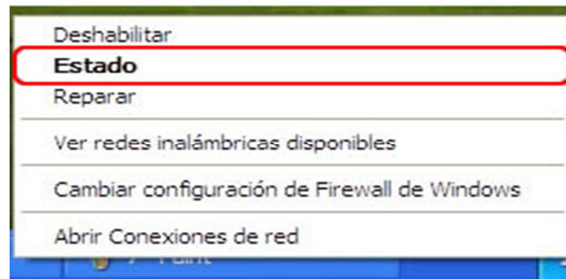 Deshabilitar
Estado
Reparar
Ver redes inalámbricas disponibles
Cambiar configuración de Firewall de Windows
Abrir Conexiones de red